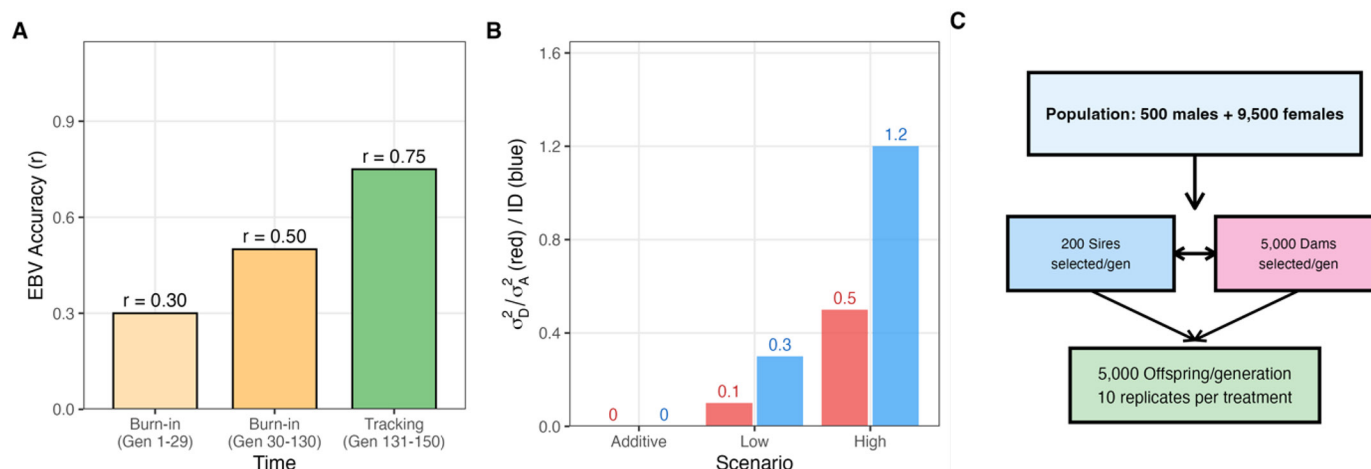 A
EBV Accuracy (r)
0.9
0.6
0.3
0.0
r = 0.30
r = 0.50
r = 0.75
Burn-in
(Gen 1-29)
Burn-in
(Gen 30-130)
Tracking
(Gen 131-150)
Time
B
σ²_D/σ²_A (red) / ID (blue)
1.6
1.2
0.8
0.4
0.0
0
0
0.1
0.3
0.5
1.2
Additive
Low
High
Scenario
C
Population: 500 males + 9,500 females
200 Sires
selected/gen
5,000 Dams
selected/gen
5,000 Offspring/generation
10 replicates per treatment